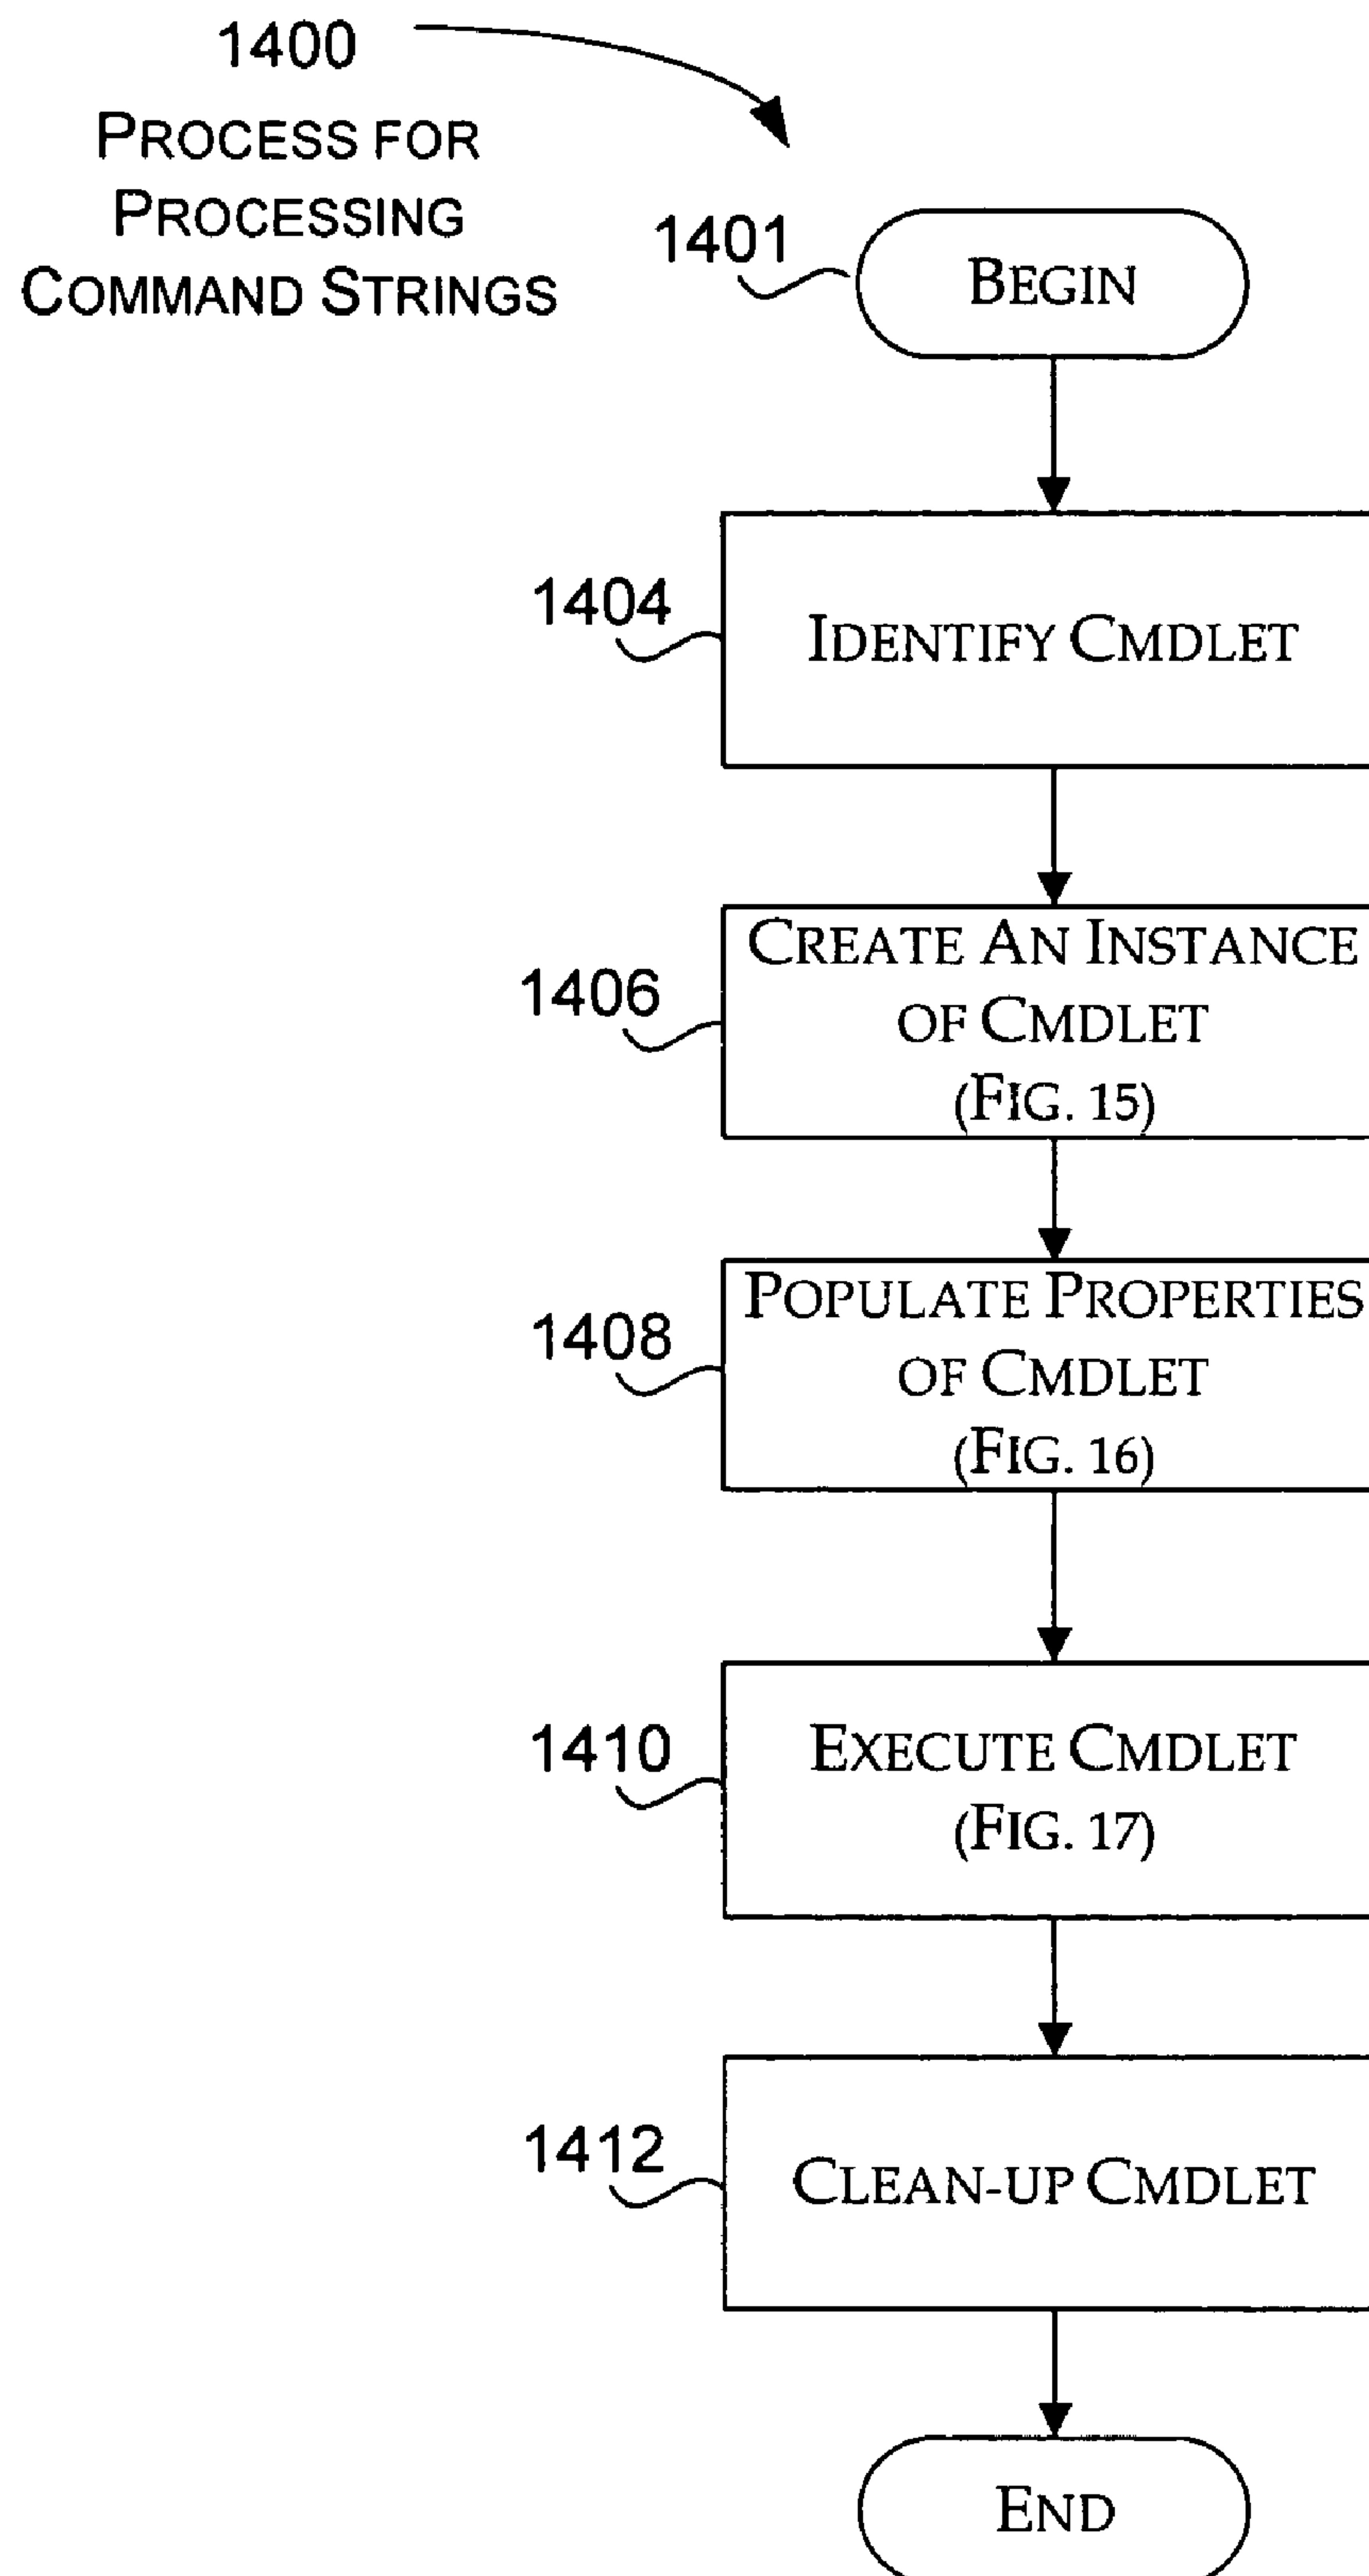 1400
PROCESS FOR
PROCESSING
COMMAND STRINGS
1401
BEGIN
1404
IDENTIFY CMDLET
1406
CREATE AN INSTANCE
OF CMDLET
(FIG. 15)
1408
POPULATE PROPERTIES
OF CMDLET
(FIG. 16)
1410
EXECUTE CMDLET
(FIG. 17)
1412
CLEAN-UP CMDLET
END